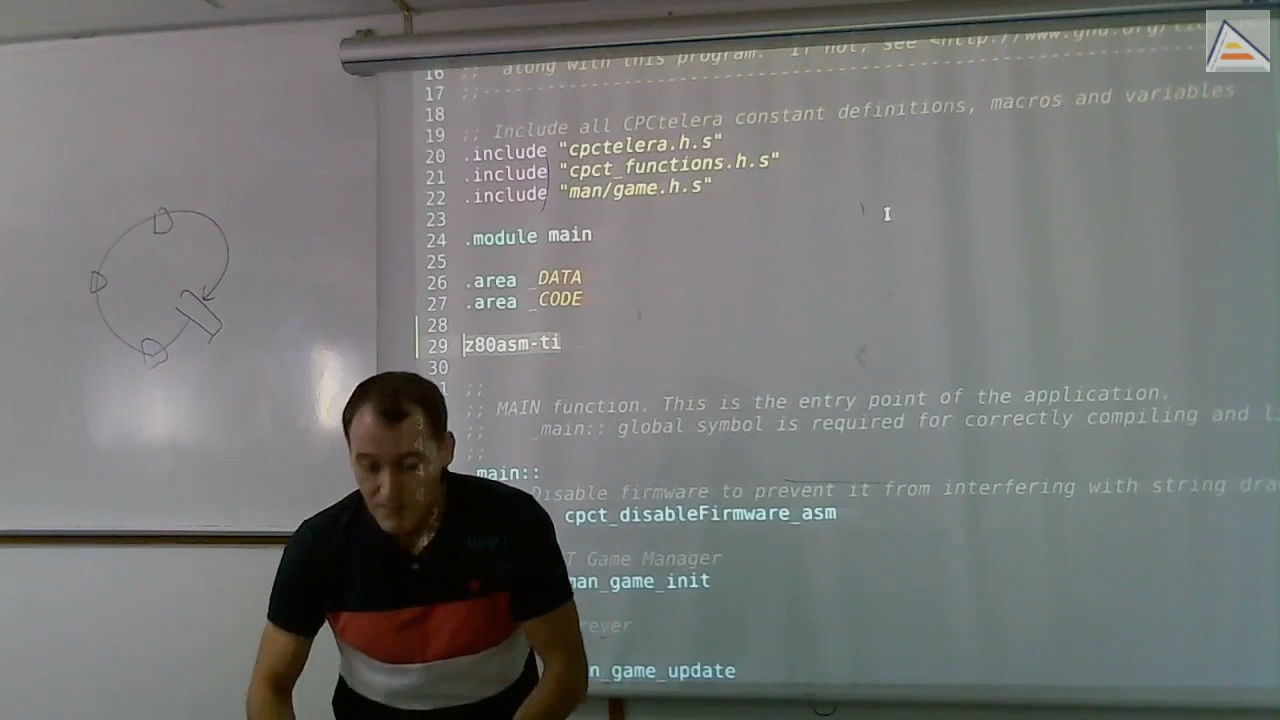 16 ;; along with this program. If not, see <http://www.gnu.org/
17 ;;------------------------------------------------------------
18
19 ;; Include all CPCtelera constant definitions, macros and variables
20 .include "cpctelera.h.s"
21 .include "cpct_functions.h.s"
22 .include "man/game.h.s"
23
24 .module main
25
26 .area _DATA
27 .area _CODE
28
29 z80asm-ti
30
1 ;;
;; MAIN function. This is the entry point of the application.
;; _main:: global symbol is required for correctly compiling and l
;;
main::
Disable firmware to prevent it from interfering with string dra
cpct_disableFirmware_asm
T Game Manager
man_game_init
rever
n_game_update